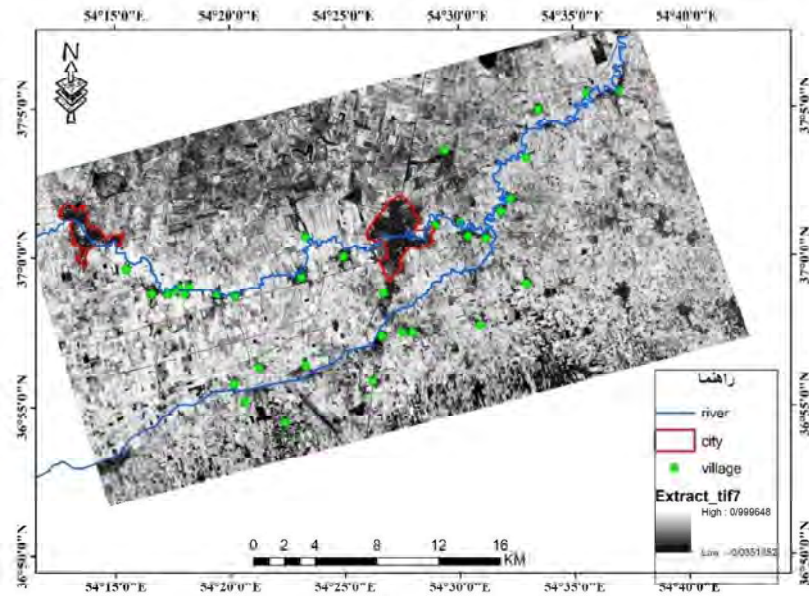 54°15'0"E 54°20'0"E 54°25'0"E 54°30'0"E 54°35'0"E 54°40'0"E
N
37°5'0"N 37°5'0"N
37°0'0"N 37°0'0"N
36°55'0"N 36°55'0"N
36°50'0"N 36°50'0"N
راهنما
river
city
village
Extract_tif7
High : 0/999648
Low :
0 2 4 8 12 16
KM
54°15'0"E 54°20'0"E 54°25'0"E 54°30'0"E 54°35'0"E 54°40'0"E